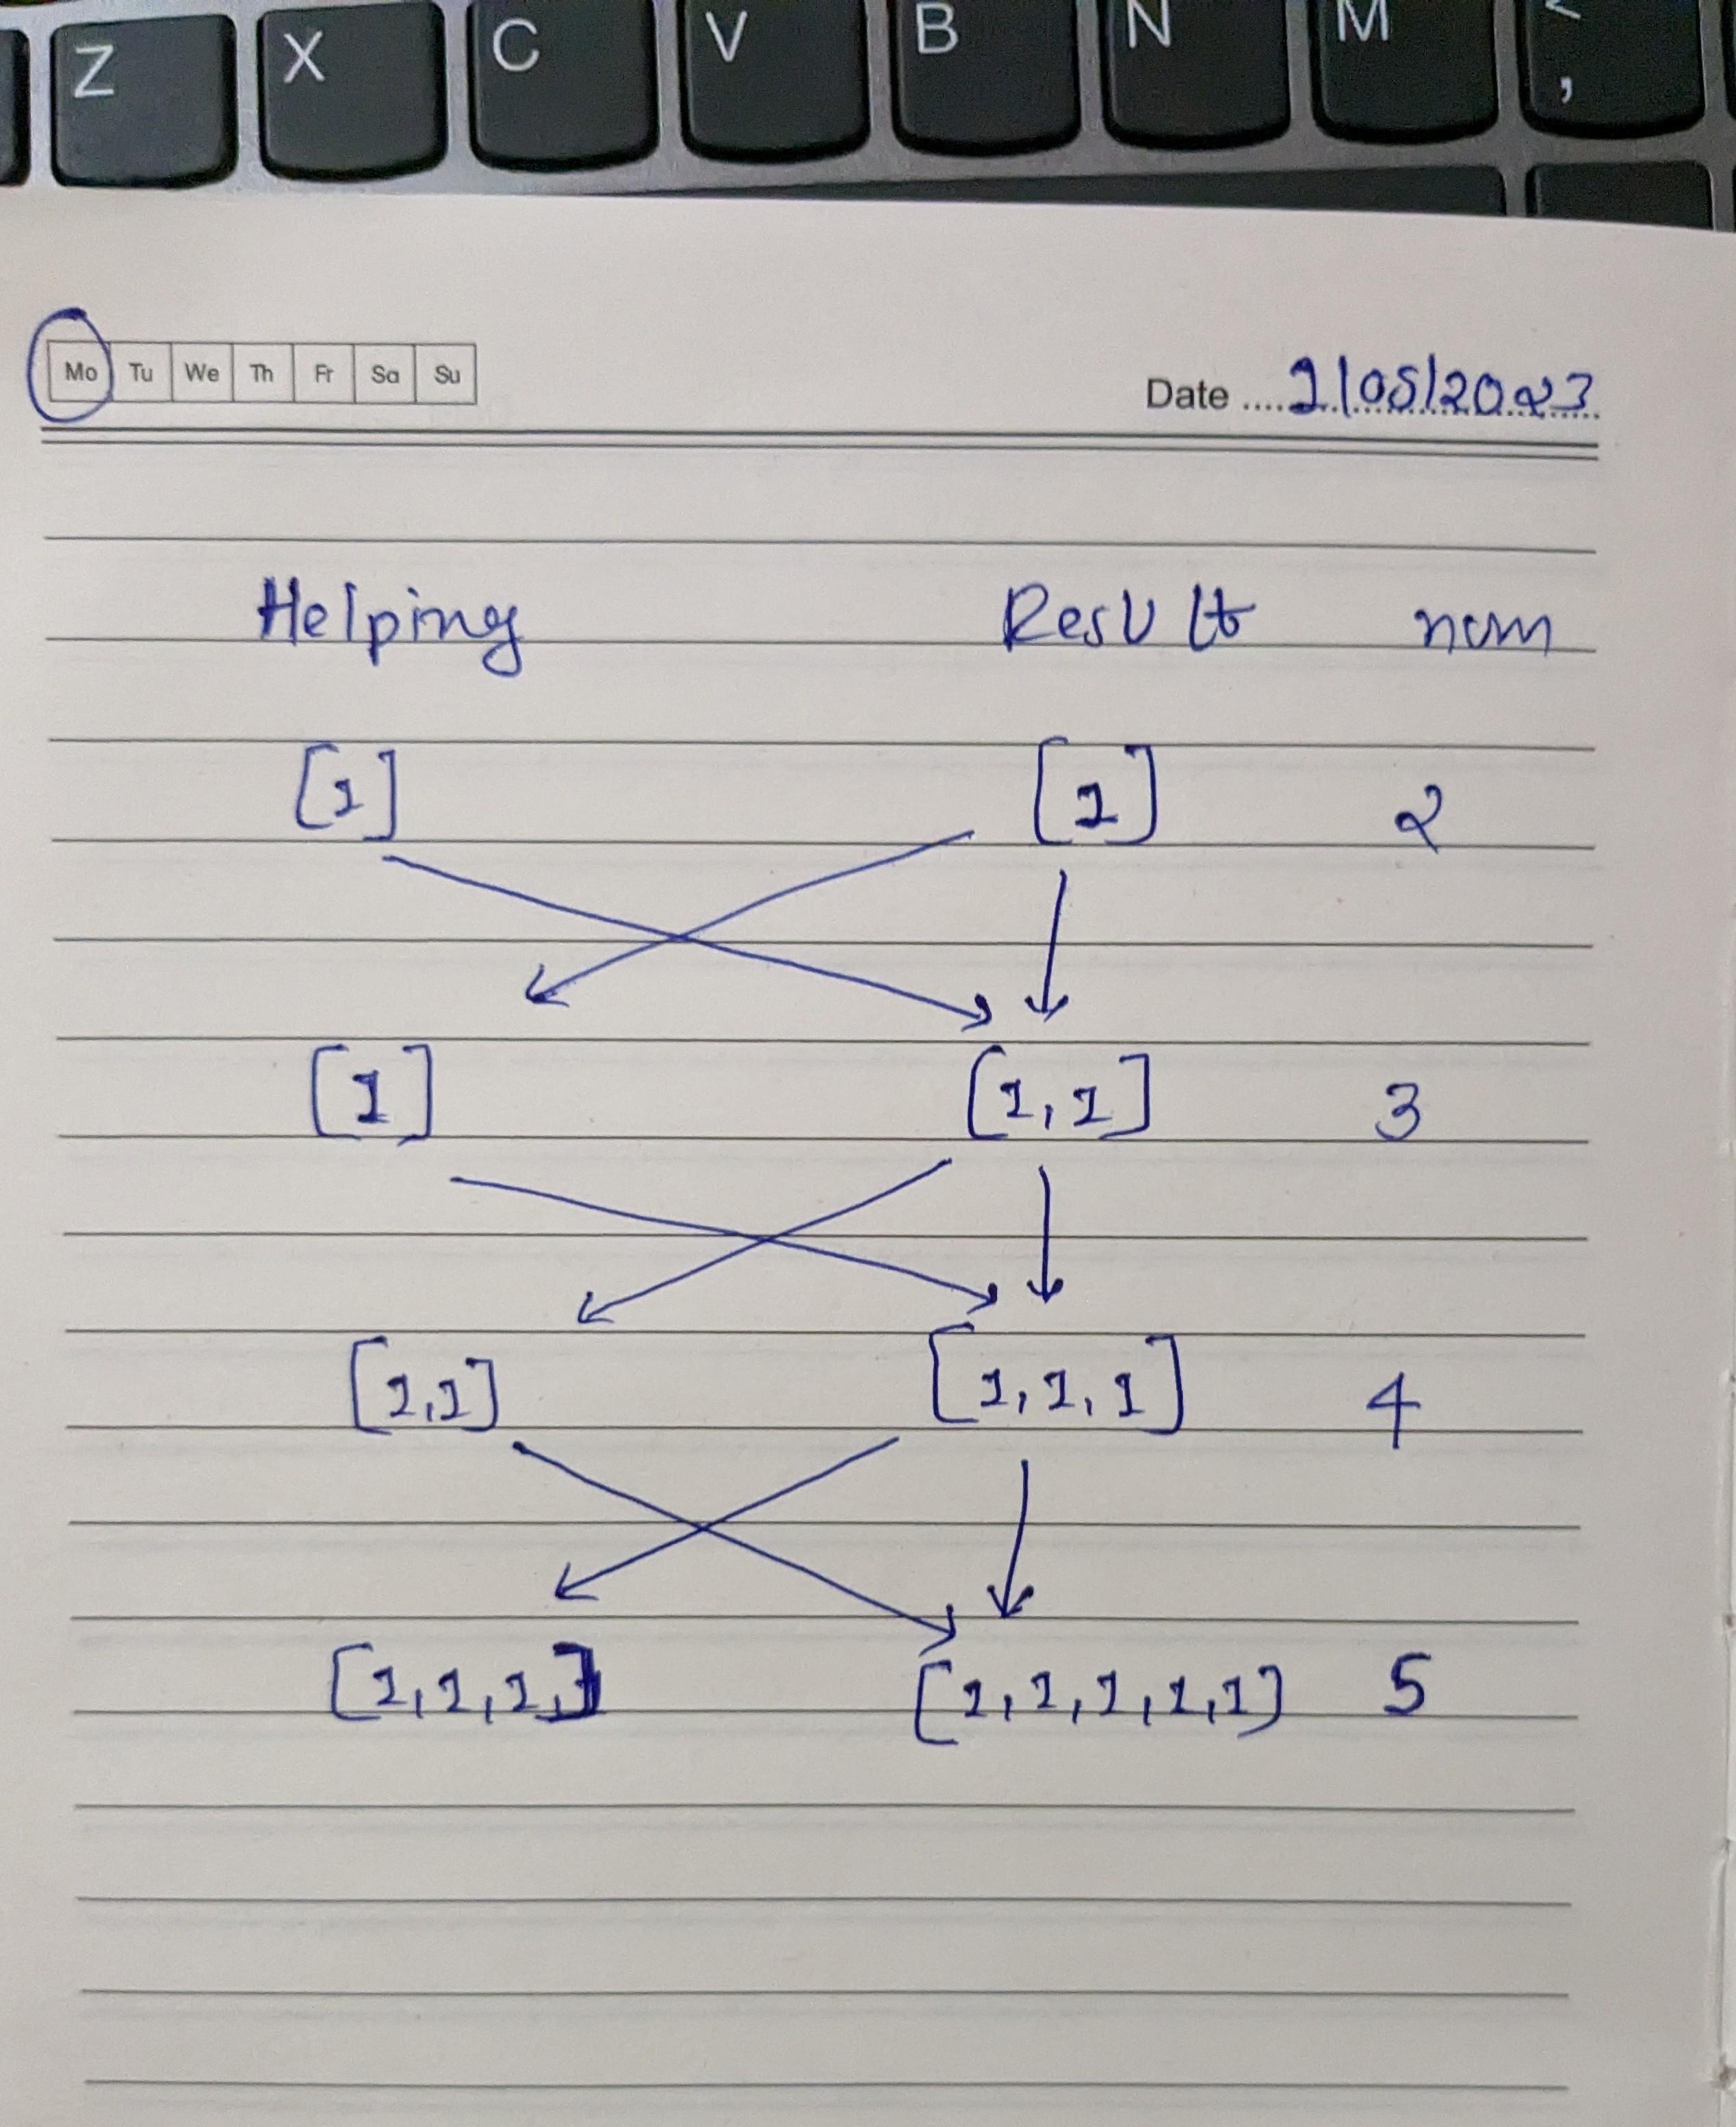 Z X C V B N M < ,
Mo Tu We Th Fr Sa Su
Date .... 1/05/2023
Helping Result num
[1] [1] 2
[1] [1,1] 3
[1,1] [1,1,1] 4
[1,1,1] [1,1,1,1,1] 5